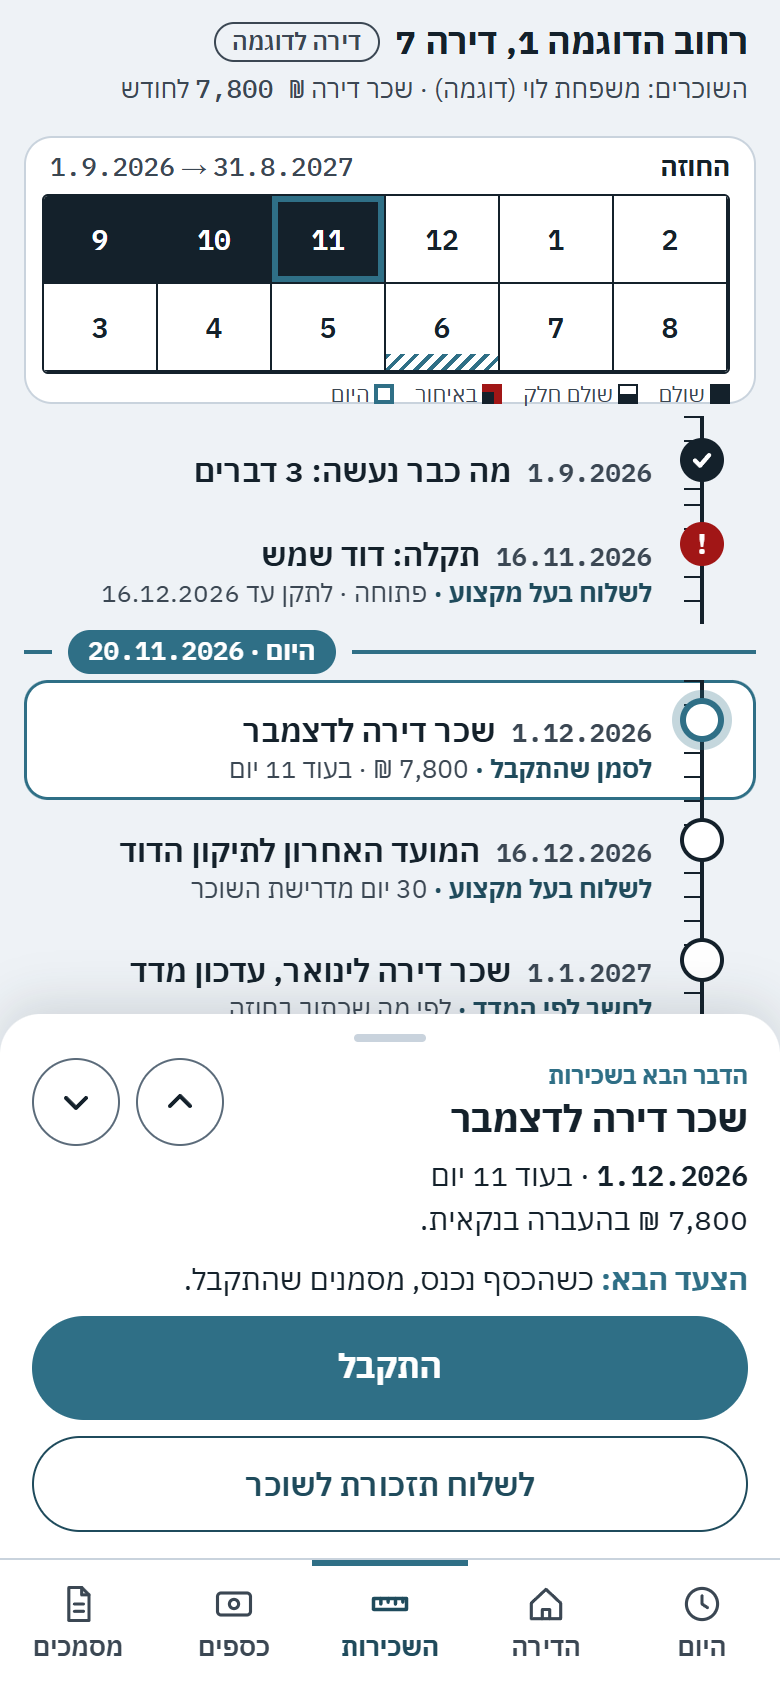 רחוב הדוגמה 1, דירה 7 דירה לדוגמה
השוכרים: משפחת לוי (דוגמה) · שכר דירה ₪ 7,800 לחודש
החוזה 1.9.2026 → 31.8.2027
9 10 11 12 1 2
3 4 5 6 7 8
שולם שולם חלק באיחור היום
1.9.2026 מה כבר נעשה: 3 דברים
16.11.2026 תקלה: דוד שמש
לשלוח בעל מקצוע · פתוחה · לתקן עד 16.12.2026
היום · 20.11.2026
1.12.2026 שכר דירה לדצמבר
לסמן שהתקבל · 7,800 ₪ · בעוד 11 יום
16.12.2026 המועד האחרון לתיקון הדוד
לשלוח בעל מקצוע · 30 יום מדרישת השוכר
1.1.2027 שכר דירה לינואר, עדכון מדד
לחשב לפי המדד · לפי מה שכתוב בחוזה
הדבר הבא בשכירות
שכר דירה לדצמבר
1.12.2026 · בעוד 11 יום
7,800 ₪ בהעברה בנקאית.
הצעד הבא: כשהכסף נכנס, מסמנים שהתקבל.
התקבל
לשלוח תזכורת לשוכר
היום הדירה השכירות כספים מסמכים